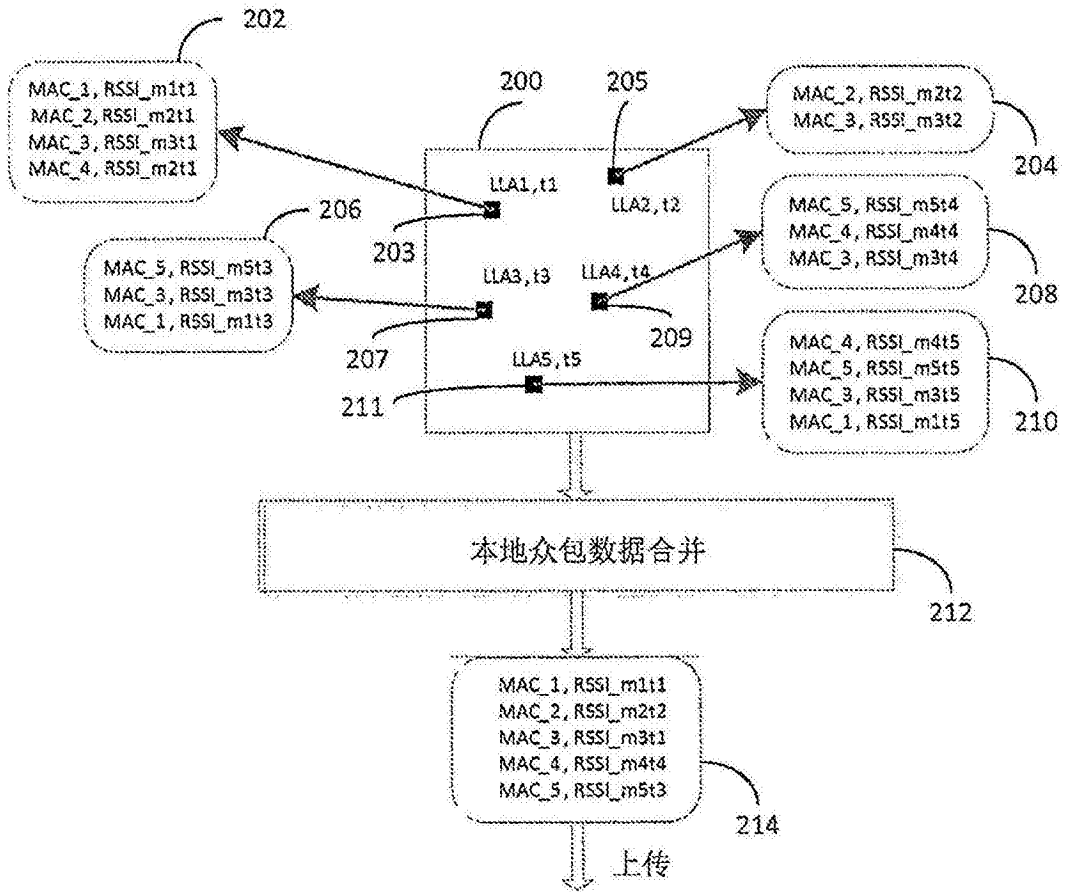 202
MAC_1, RSSI_m1t1
MAC_2, RSSI_m2t1
MAC_3, RSSI_m3t1
MAC_4, RSSI_m2t1
200
205
MAC_2, RSSI_m2t2
MAC_3, RSSI_m3t2
204
LLA1, t1
LLA2, t2
203
206
MAC_5, RSSI_m5t3
MAC_3, RSSI_m3t3
MAC_1, RSSI_m1t3
LLA3, t3
LLA4, t4
MAC_5, RSSI_m5t4
MAC_4, RSSI_m4t4
MAC_3, RSSI_m3t4
208
207
209
LLA5, t5
211
MAC_4, RSSI_m4t5
MAC_5, RSSI_m5t5
MAC_3, RSSI_m3t5
MAC_1, RSSI_m1t5
210
本地众包数据合并
212
MAC_1, RSSI_m1t1
MAC_2, RSSI_m2t2
MAC_3, RSSI_m3t1
MAC_4, RSSI_m4t4
MAC_5, RSSI_m5t3
214
上传